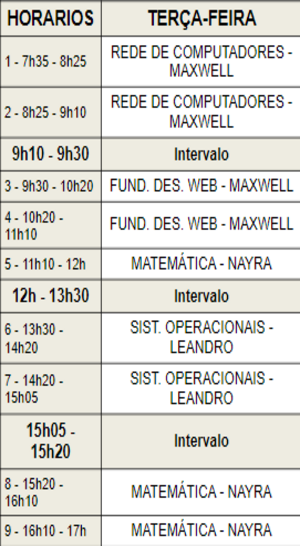 HORARIOS TERÇA-FEIRA
1 - 7h35 - 8h25 REDE DE COMPUTADORES -
MAXWELL
2 - 8h25 - 9h10 REDE DE COMPUTADORES -
MAXWELL
9h10 - 9h30 Intervalo
3 - 9h30 - 10h20 FUND. DES. WEB - MAXWELL
4 - 10h20 -
11h10 FUND. DES. WEB - MAXWELL
5 - 11h10 - 12h MATEMÁTICA - NAYRA
12h - 13h30 Intervalo
6 - 13h30 -
14h20 SIST. OPERACIONAIS -
LEANDRO
7 - 14h20 -
15h05 SIST. OPERACIONAIS -
LEANDRO
15h05 -
15h20 Intervalo
8 - 15h20 -
16h10 MATEMÁTICA - NAYRA
9 - 16h10 - 17h MATEMÁTICA - NAYRA